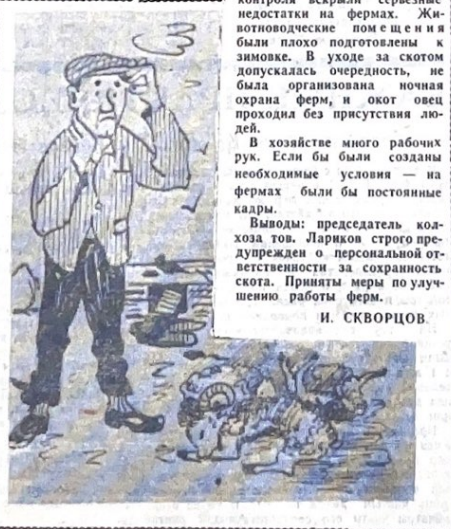 контроля вскрыли серьезные
недостатки на фермах. Жи-
вотноводческие помещения
были плохо подготовлены к
зимовке. В уходе за скотом
допускалась очередность, не
была организована ночная
охрана ферм, и окот овец
проходил без присутствия лю-
дей.
В хозяйстве много рабочих
рук. Если бы были созданы
необходимые условия — на
фермах были бы постоянные
кадры.
Выводы: председатель кол-
хоза тов. Лариков строго пре-
дупрежден о персональной от-
ветственности за сохранность
скота. Приняты меры по улуч-
шению работы ферм.
И. СКВОРЦОВ.